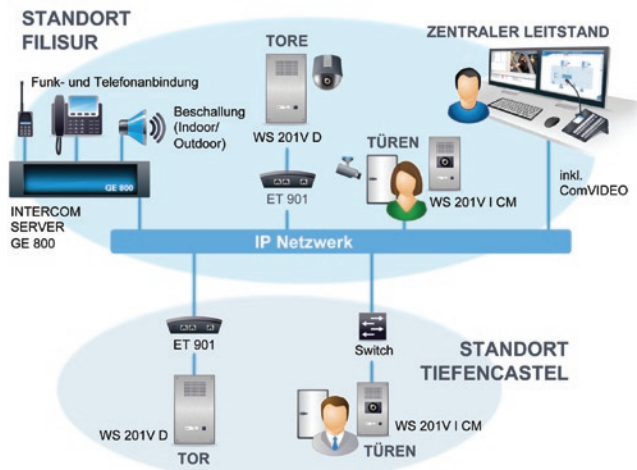 STANDORT
FILISUR
Funk- und Telefonanbindung
Beschallung
(Indoor/
Outdoor)
GE 800
INTERCOM
SERVER
GE 800
TORE
WS 201V D
ET 901
TÜREN
WS 201V I CM
ZENTRALER LEITSTAND
inkl.
ComVIDEO
IP Netzwerk
ET 901
WS 201V D
TOR
Switch
WS 201V I CM
TÜREN
STANDORT
TIEFENCASTEL